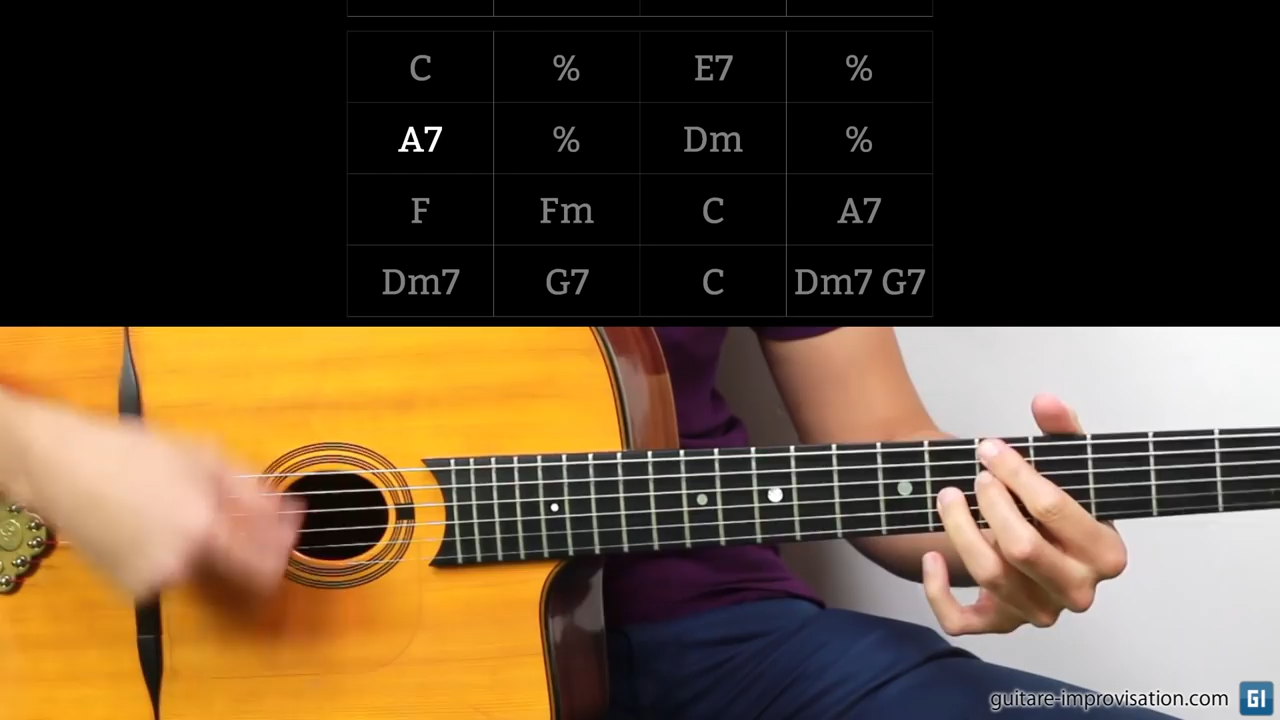 C % E7 %
A7 % Dm %
F Fm C A7
Dm7 G7 C Dm7 G7
guitare-improvisation.com GI